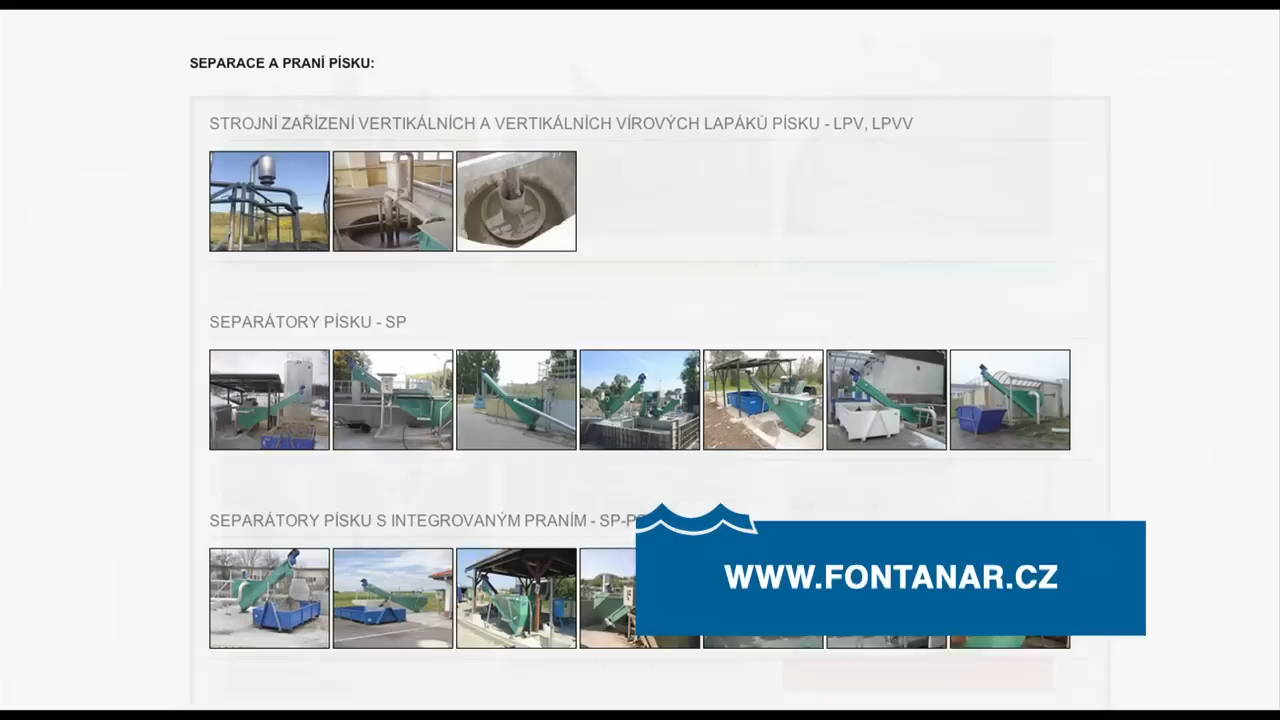 SEPARACE A PRANÍ PÍSKU:
STROJNÍ ZAŘÍZENÍ VERTIKÁLNÍCH A VERTIKÁLNÍCH VÍROVÝCH LAPÁKŮ PÍSKU - LPV, LPVV
SEPARÁTORY PÍSKU - SP
SEPARÁTORY PÍSKU S INTEGROVANÝM PRANÍM
WWW.FONTANAR.CZ